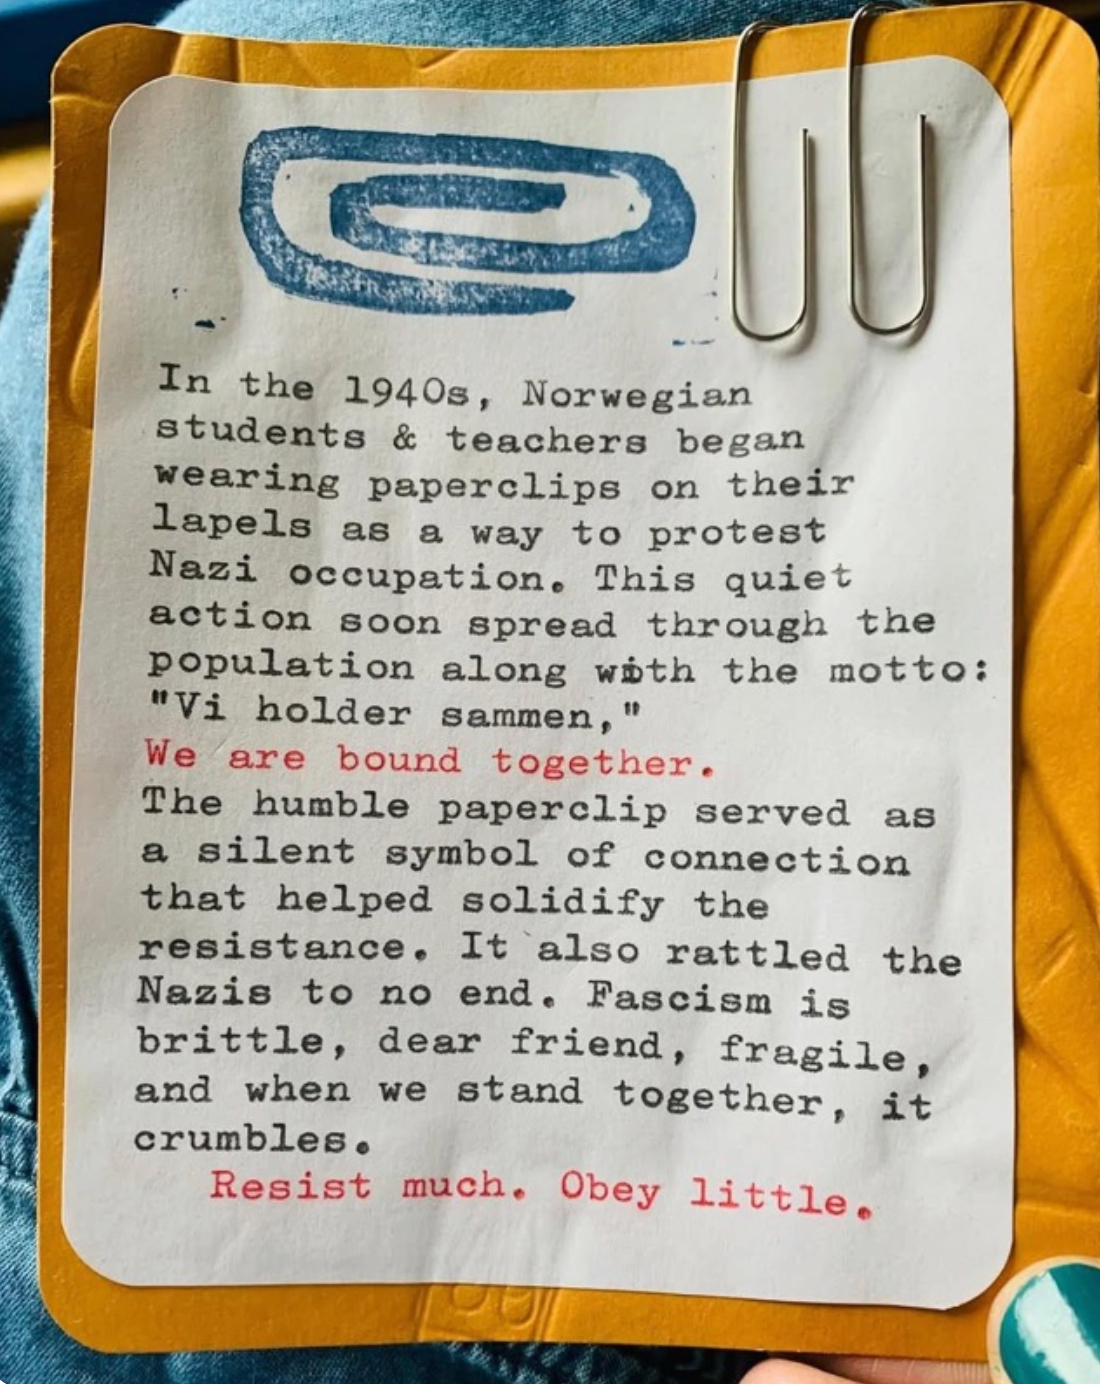 In the 1940s, Norwegian
students & teachers began
wearing paperclips on their
lapels as a way to protest
Nazi occupation. This quiet
action soon spread through the
population along with the motto:
"Vi holder sammen,"
We are bound together.
The humble paperclip served as
a silent symbol of connection
that helped solidify the
resistance. It also rattled the
Nazis to no end. Fascism is
brittle, dear friend, fragile,
and when we stand together, it
crumbles.
Resist much. Obey little.